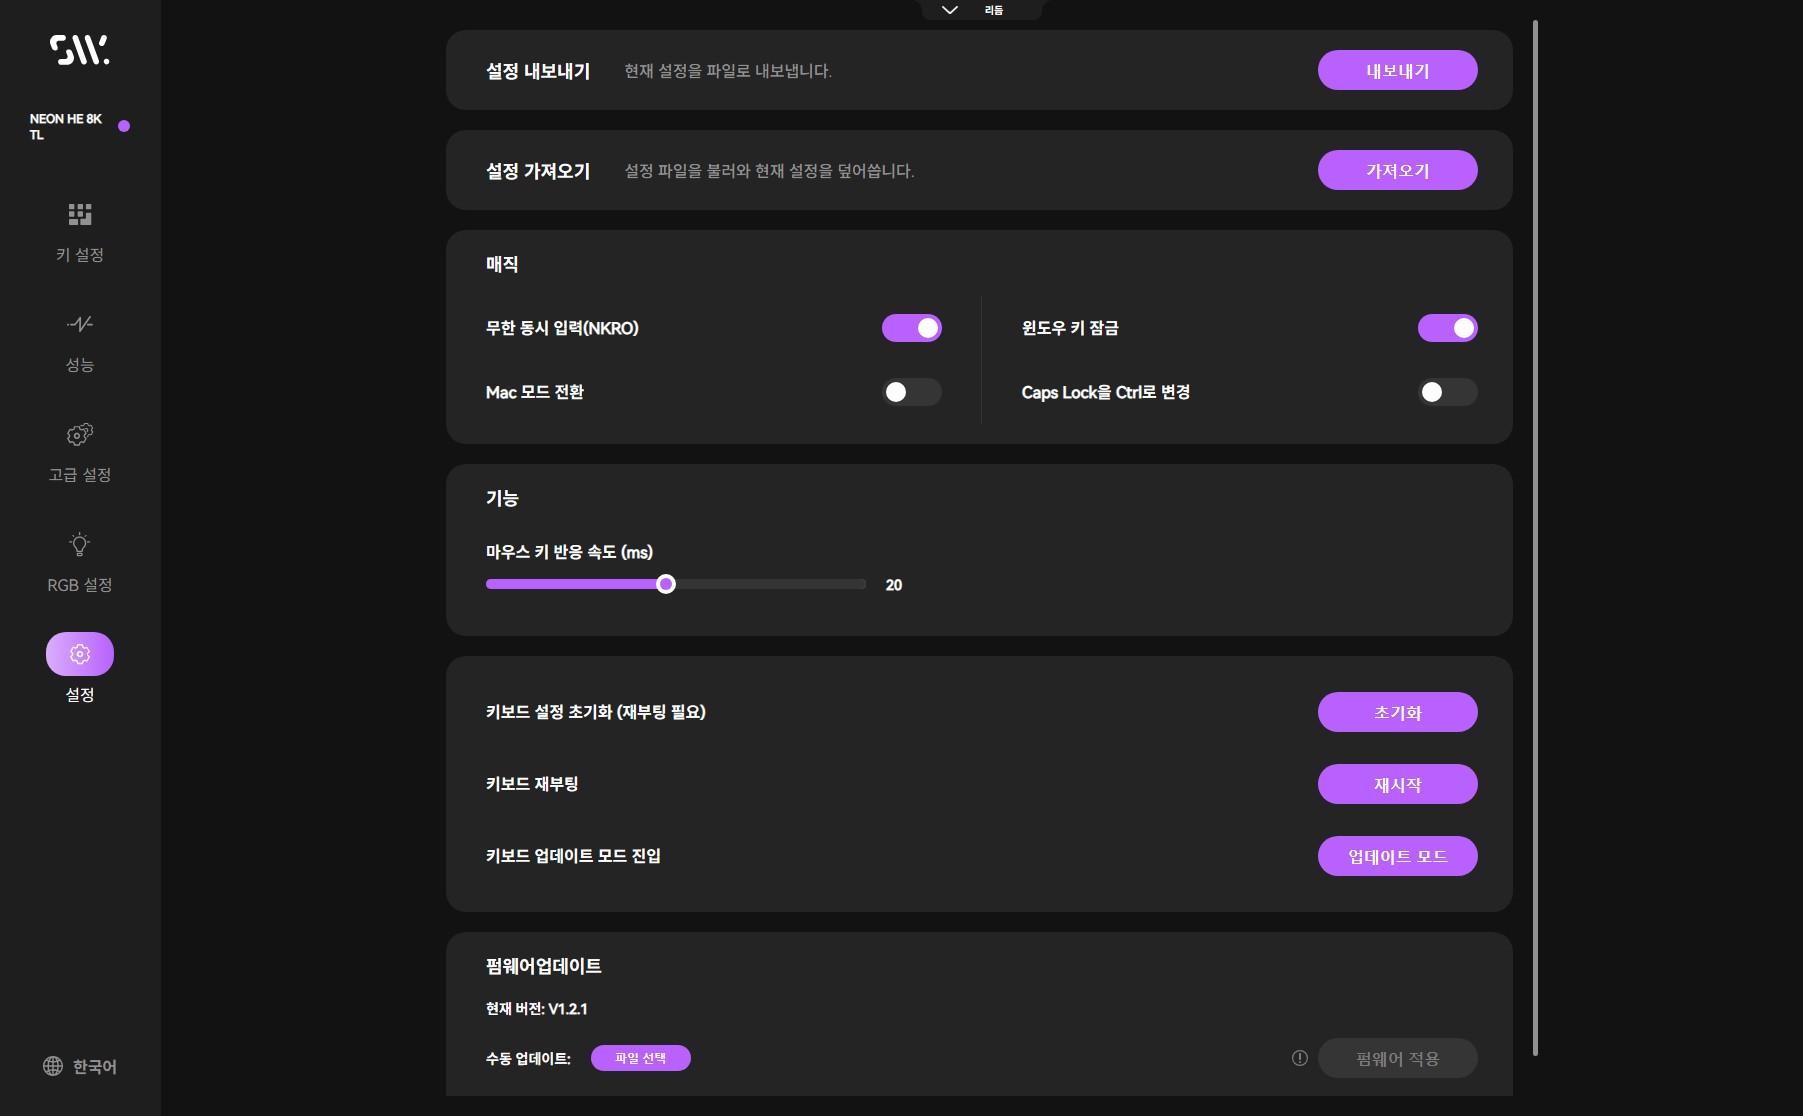 리듬
SW.
NEON HE 8K
TL
키 설정
성능
고급 설정
RGB 설정
설정
한국어
설정 내보내기 현재 설정을 파일로 내보냅니다. 내보내기
설정 가져오기 설정 파일을 불러와 현재 설정을 덮어씁니다. 가져오기
매직
무한 동시 입력(NKRO) 윈도우 키 잠금
Mac 모드 전환 Caps Lock을 Ctrl로 변경
기능
마우스 키 반응 속도 (ms)
20
키보드 설정 초기화 (재부팅 필요) 초기화
키보드 재부팅 재시작
키보드 업데이트 모드 진입 업데이트 모드
펌웨어업데이트
현재 버전: V1.2.1
수동 업데이트: 파일 선택 펌웨어 적용